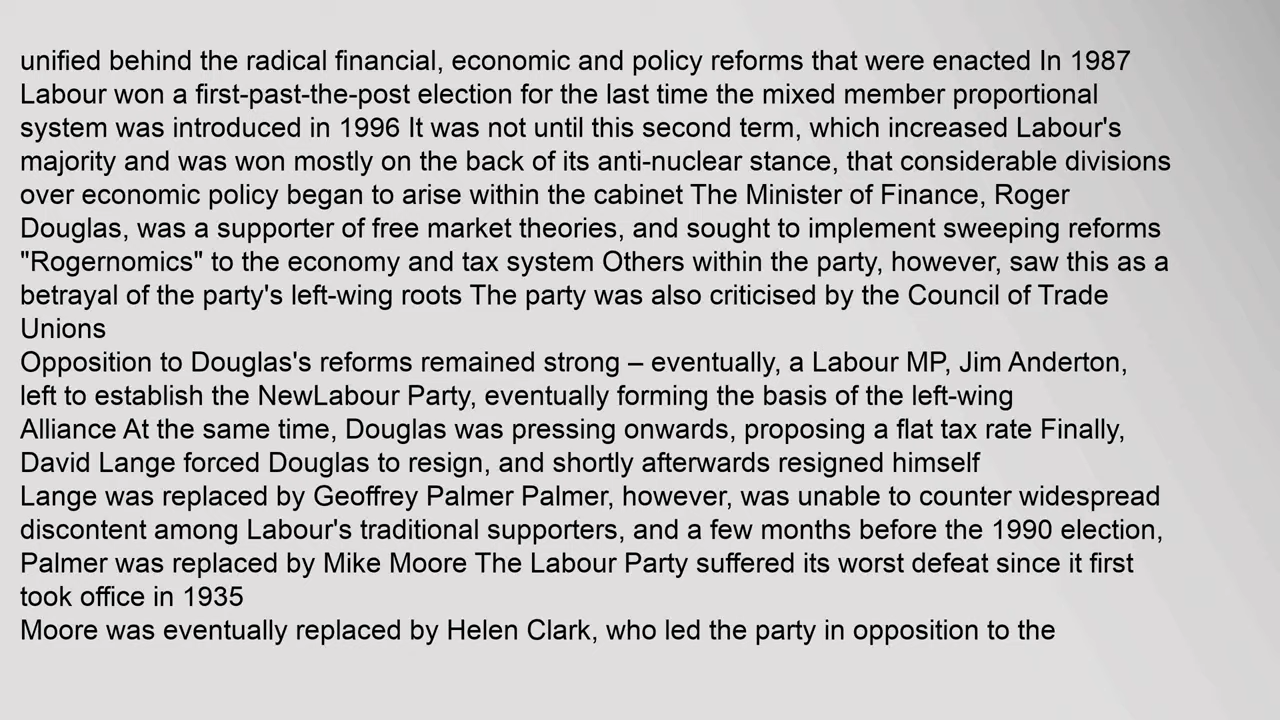 unified behind the radical financial, economic and policy reforms that were enacted In 1987
Labour won a first-past-the-post election for the last time the mixed member proportional
system was introduced in 1996 It was not until this second term, which increased Labour's
majority and was won mostly on the back of its anti-nuclear stance, that considerable divisions
over economic policy began to arise within the cabinet The Minister of Finance, Roger
Douglas, was a supporter of free market theories, and sought to implement sweeping reforms
"Rogernomics" to the economy and tax system Others within the party, however, saw this as a
betrayal of the party's left-wing roots The party was also criticised by the Council of Trade
Unions
Opposition to Douglas's reforms remained strong – eventually, a Labour MP, Jim Anderton,
left to establish the NewLabour Party, eventually forming the basis of the left-wing
Alliance At the same time, Douglas was pressing onwards, proposing a flat tax rate Finally,
David Lange forced Douglas to resign, and shortly afterwards resigned himself
Lange was replaced by Geoffrey Palmer Palmer, however, was unable to counter widespread
discontent among Labour's traditional supporters, and a few months before the 1990 election,
Palmer was replaced by Mike Moore The Labour Party suffered its worst defeat since it first
took office in 1935
Moore was eventually replaced by Helen Clark, who led the party in opposition to the